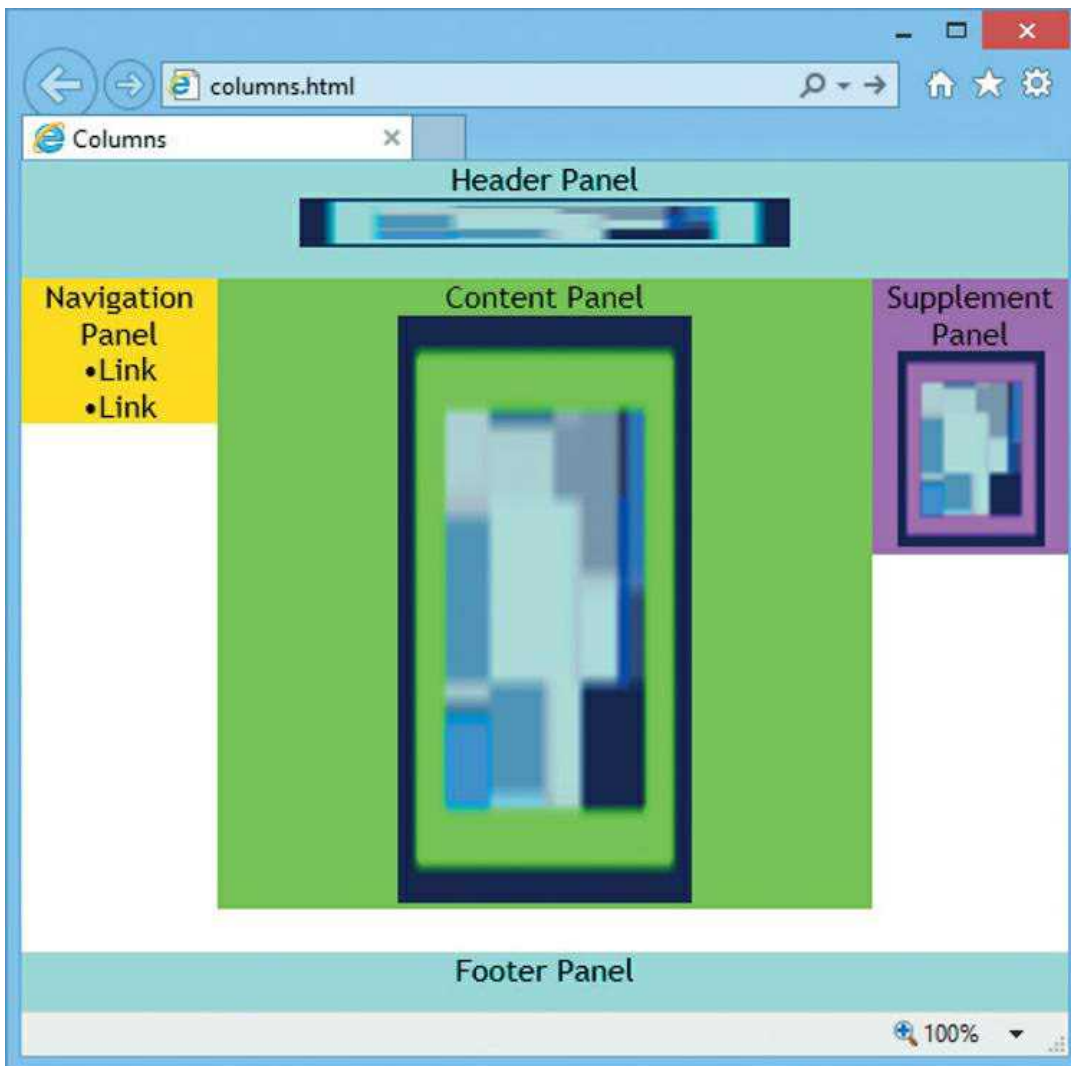 columns.html
Columns
Header Panel
Navigation
Panel
•Link
•Link
Content Panel
Supplement
Panel
Footer Panel
100%